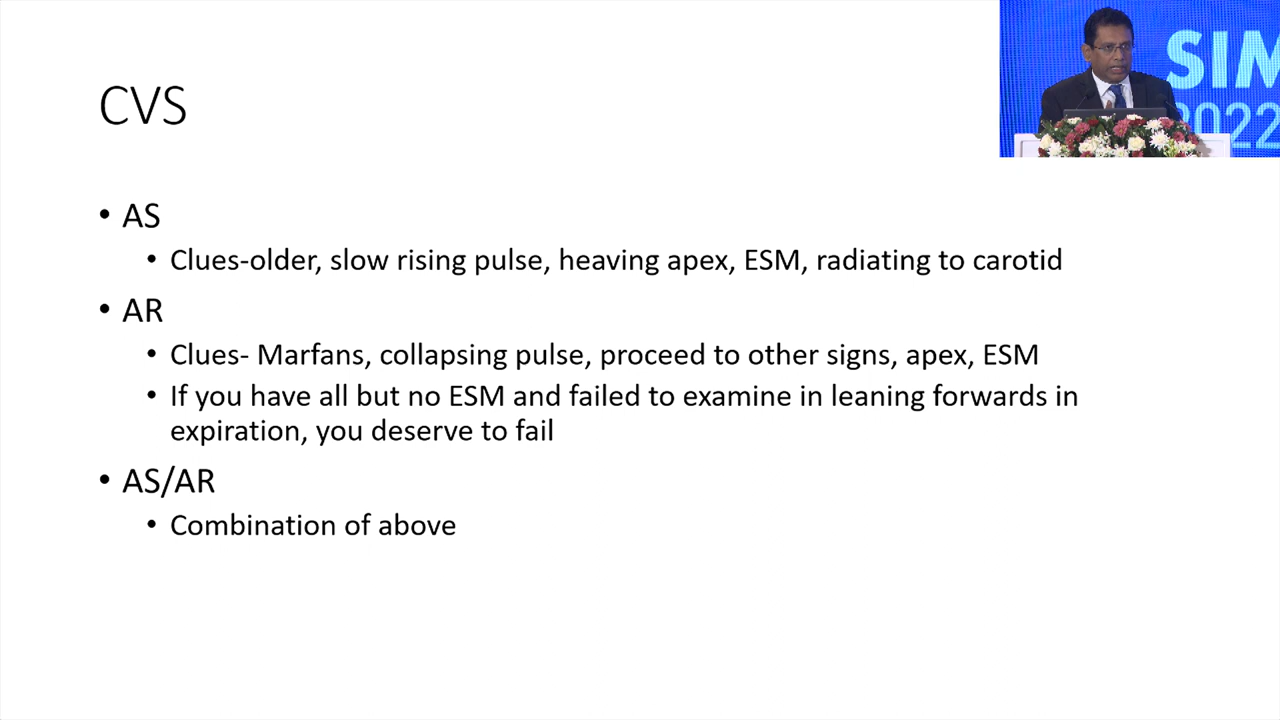 CVS
SIM
2022
• AS
• Clues-older, slow rising pulse, heaving apex, ESM, radiating to carotid
• AR
• Clues- Marfans, collapsing pulse, proceed to other signs, apex, ESM
• If you have all but no ESM and failed to examine in leaning forwards in
expiration, you deserve to fail
• AS/AR
• Combination of above